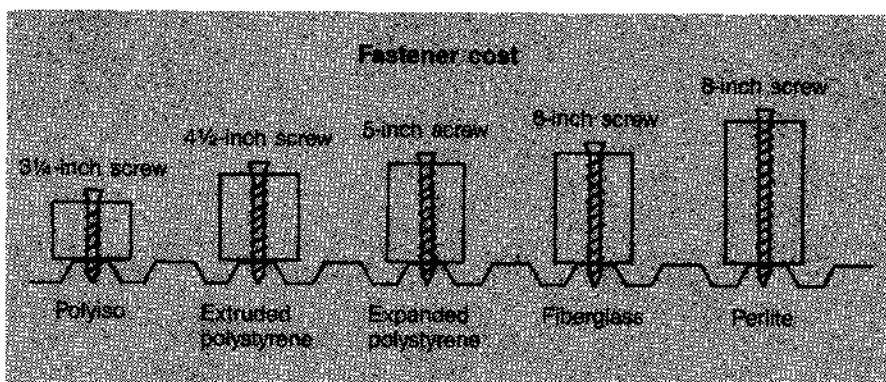 Fastener cost
3¼-inch screw
4½-inch screw
5-inch screw
6-inch screw
8-inch screw
Polyiso
Extruded
polystyrene
Expanded
polystyrene
Fiberglass
Perlite